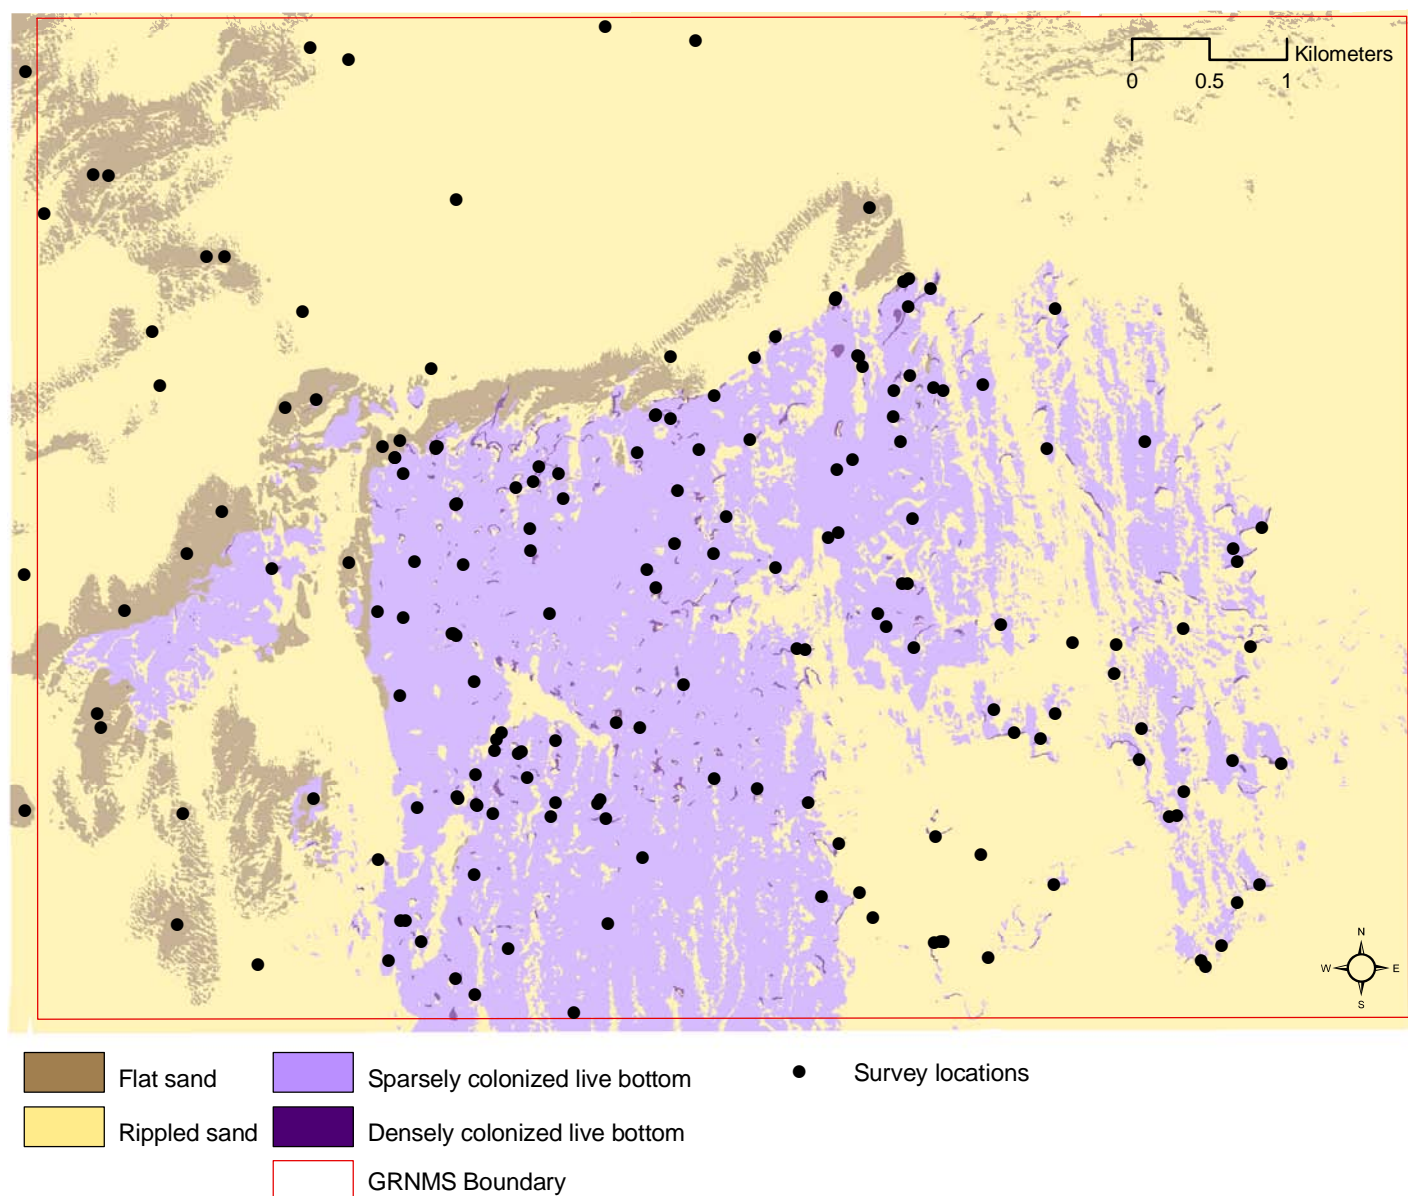 Kilometers
0 0.5 1
N
W E
S
Flat sand
Sparsely colonized live bottom
Survey locations
Rippled sand
Densely colonized live bottom
GRNMS Boundary